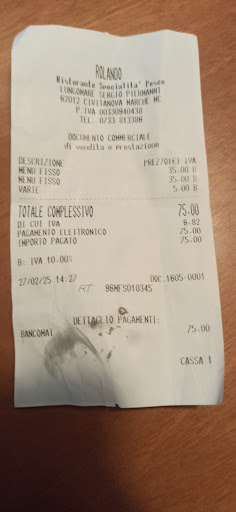 ROLANDO
Ristorante Specialita' Pesce
LUNGOMARE SERGIO PIERMANNI
62012 CIVITANOVA MARCHE MC
P.IVA 00330840438
TEL. 0733 813386
DOCUMENTO COMMERCIALE
di vendita o prestazione
DESCRIZIONE PREZZO(€) IVA
MENU FISSO 35.00 B
MENU FISSO 35.00 B
VARIE 5.00 B
TOTALE COMPLESSIVO 75.00
DI CUI IVA 6.82
PAGAMENTO ELETTRONICO 75.00
IMPORTO PAGATO 75.00
B: IVA 10.00%
27/02/25 14:27 DOC.1605-0001
RT 96MFS010345
DETTAGLIO PAGAMENTI:
BANCOMAT 75.00
CASSA 1